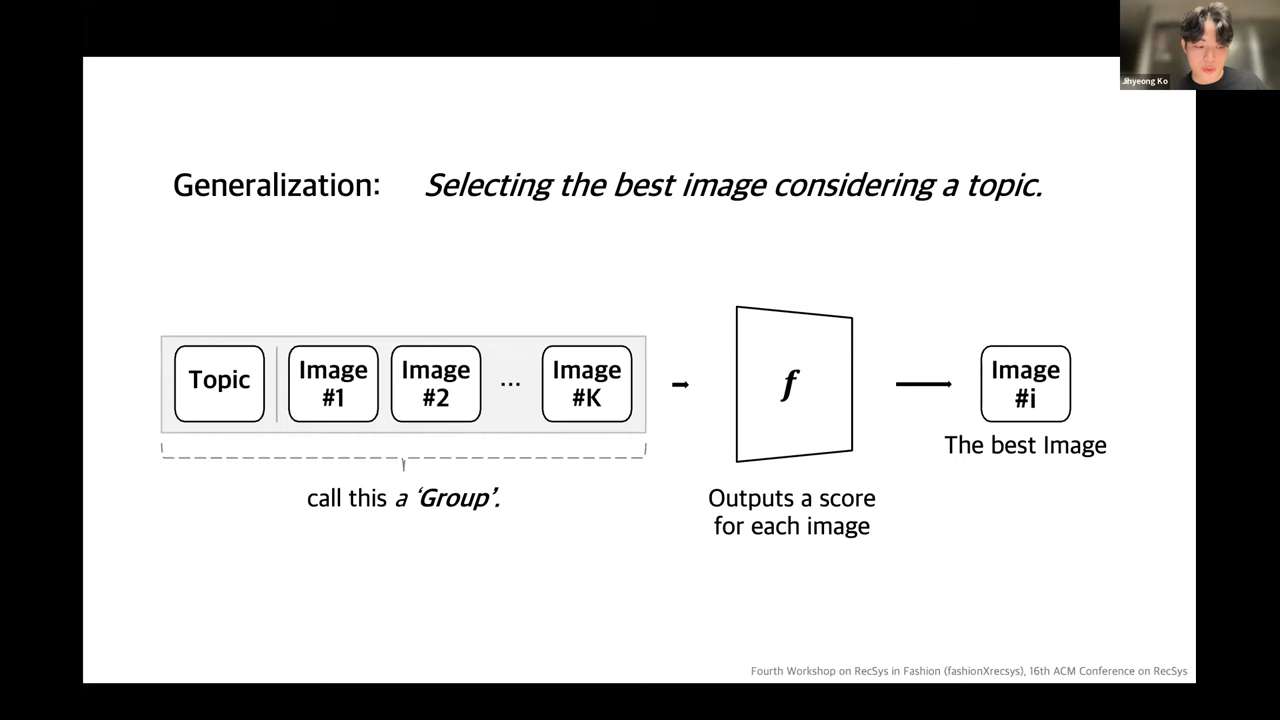 Jihyeong Ko
Generalization: Selecting the best image considering a topic.
Topic
Image
#1
Image
#2
...
Image
#K
f
Image
#i
The best Image
call this a ‘Group’.
Outputs a score
for each image
Fourth Workshop on RecSys in Fashion (fashionXrecsys), 16th ACM Conference on RecSys